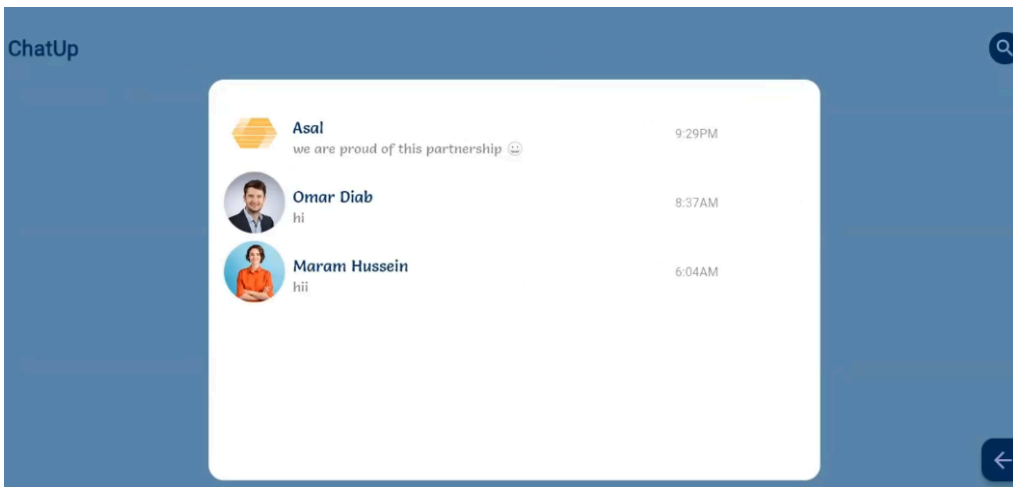 ChatUp
Asal
9:29PM
we are proud of this partnership 😀
Omar Diab
8:37AM
hi
Maram Hussein
6:04AM
hii